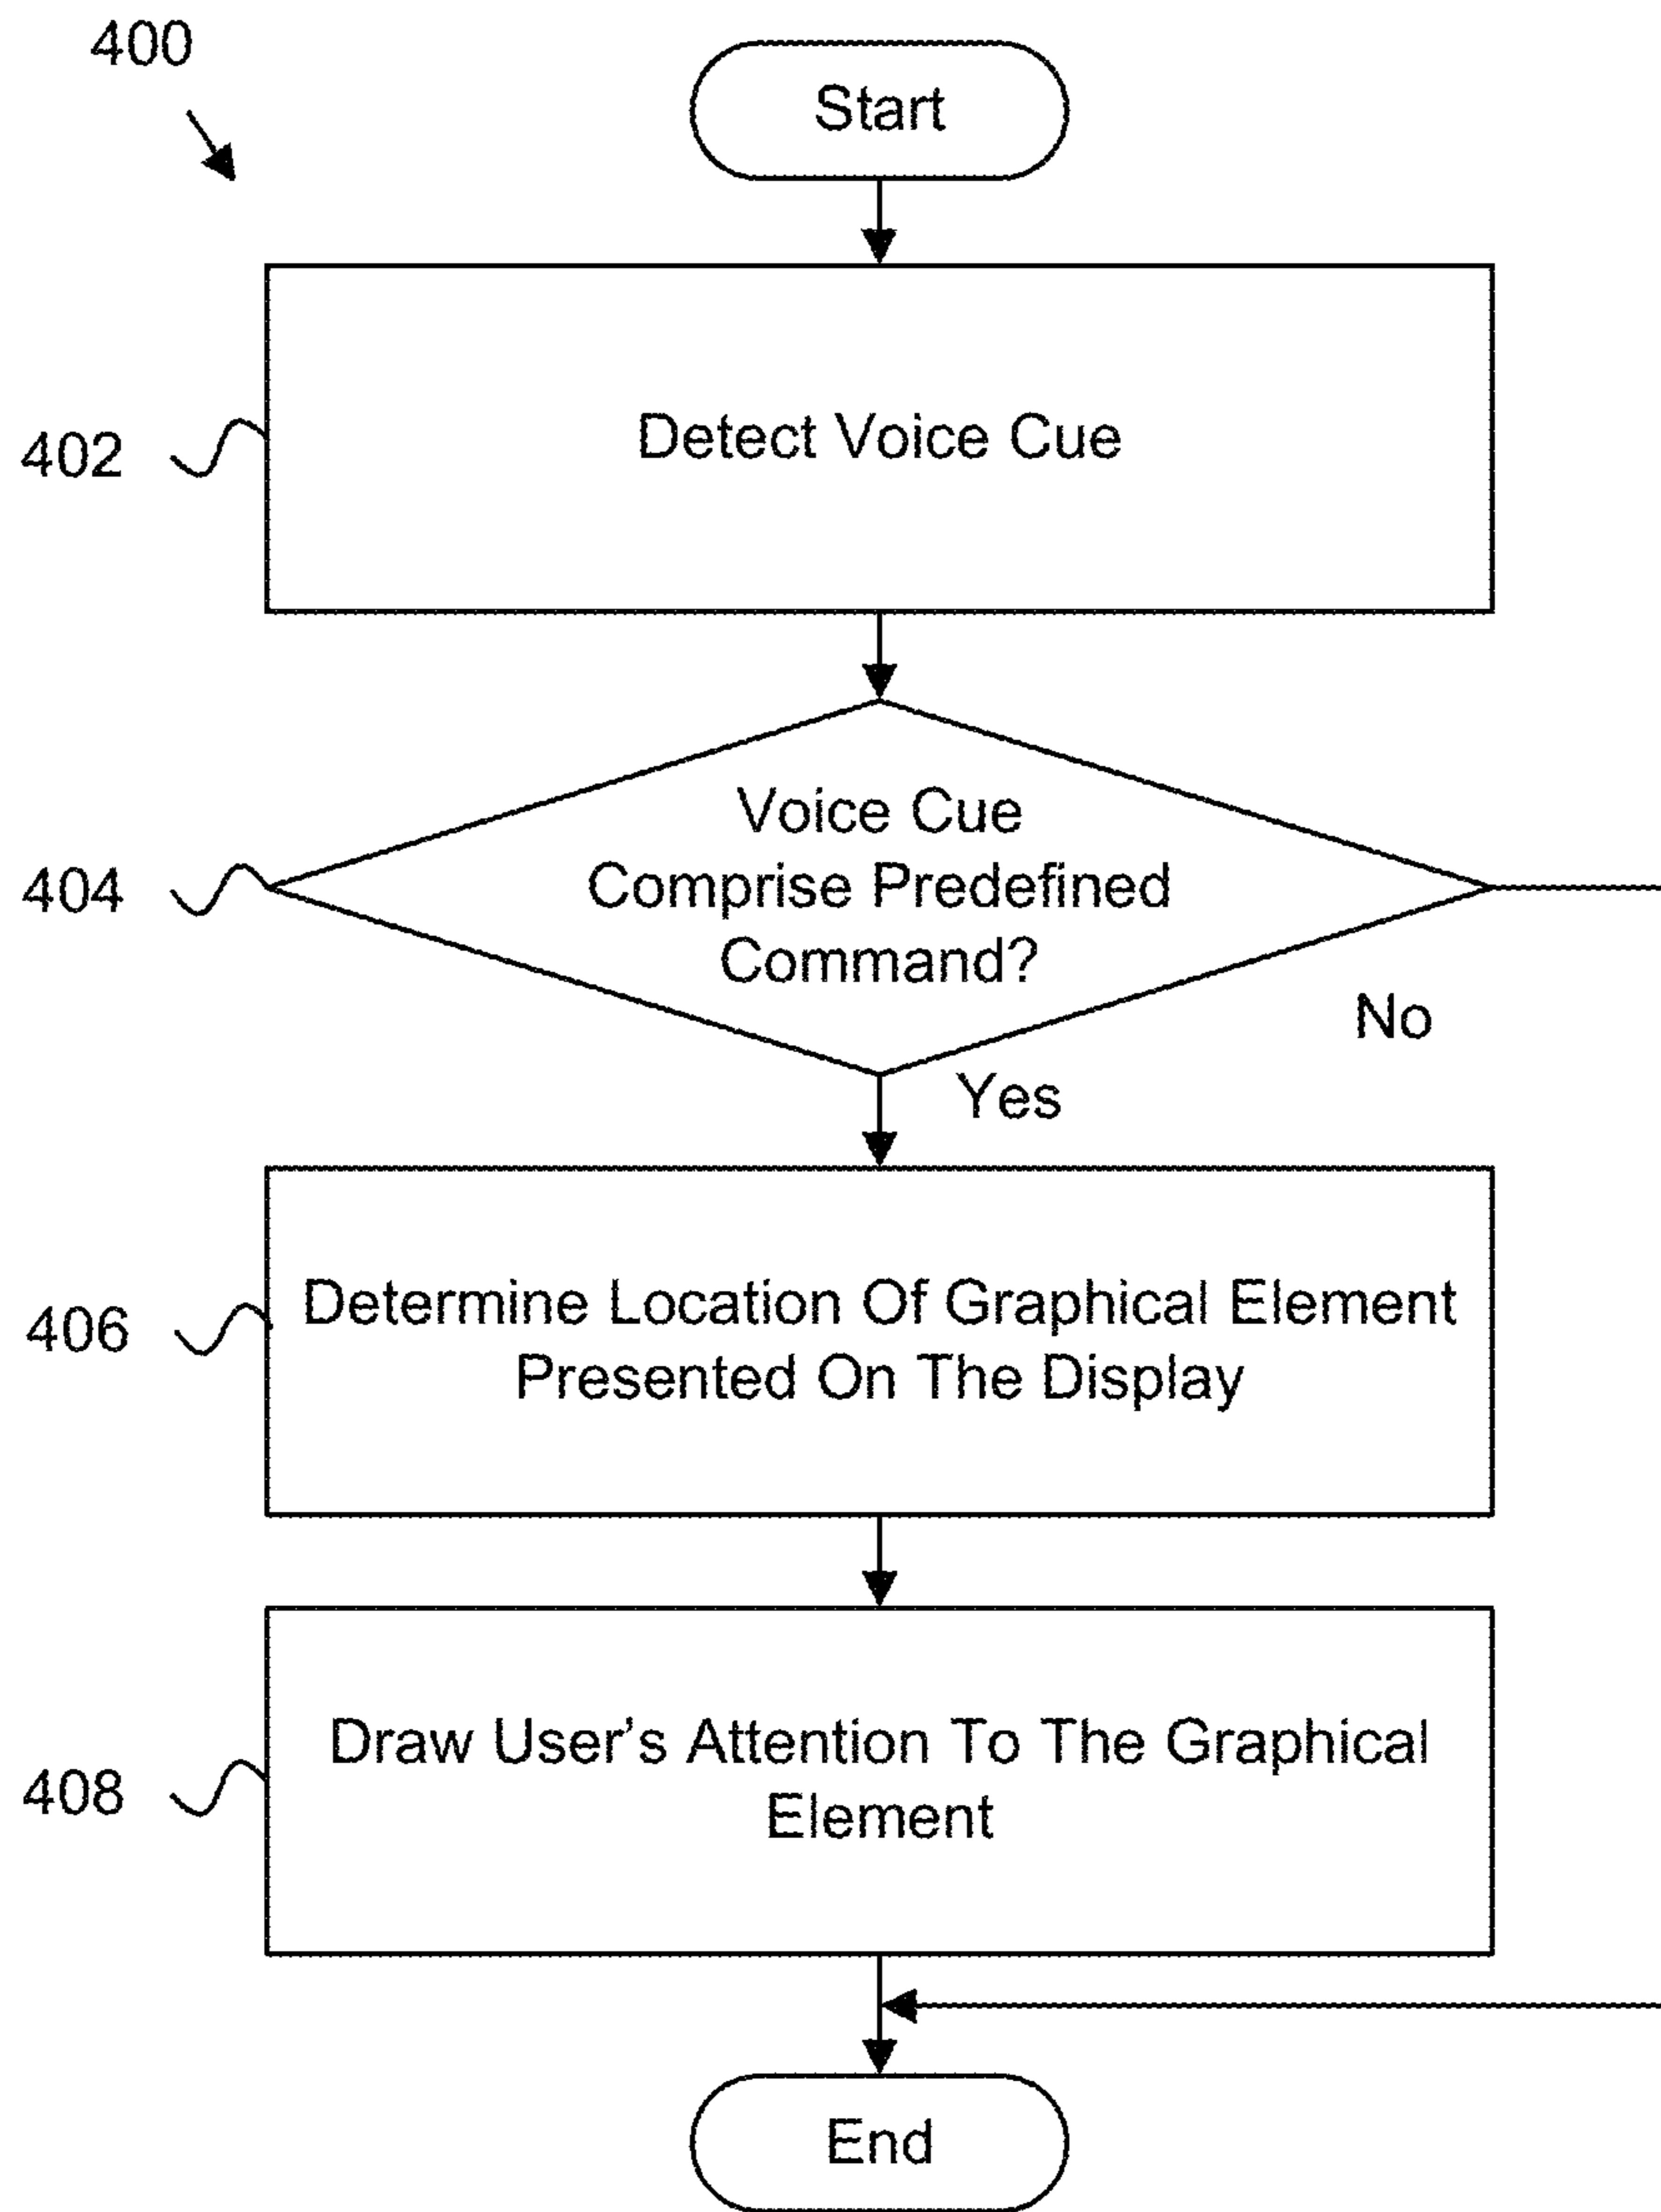 400
Start
402
Detect Voice Cue
404
Voice Cue
Comprise Predefined
Command?
No
Yes
406
Determine Location Of Graphical Element
Presented On The Display
408
Draw User’s Attention To The Graphical
Element
End